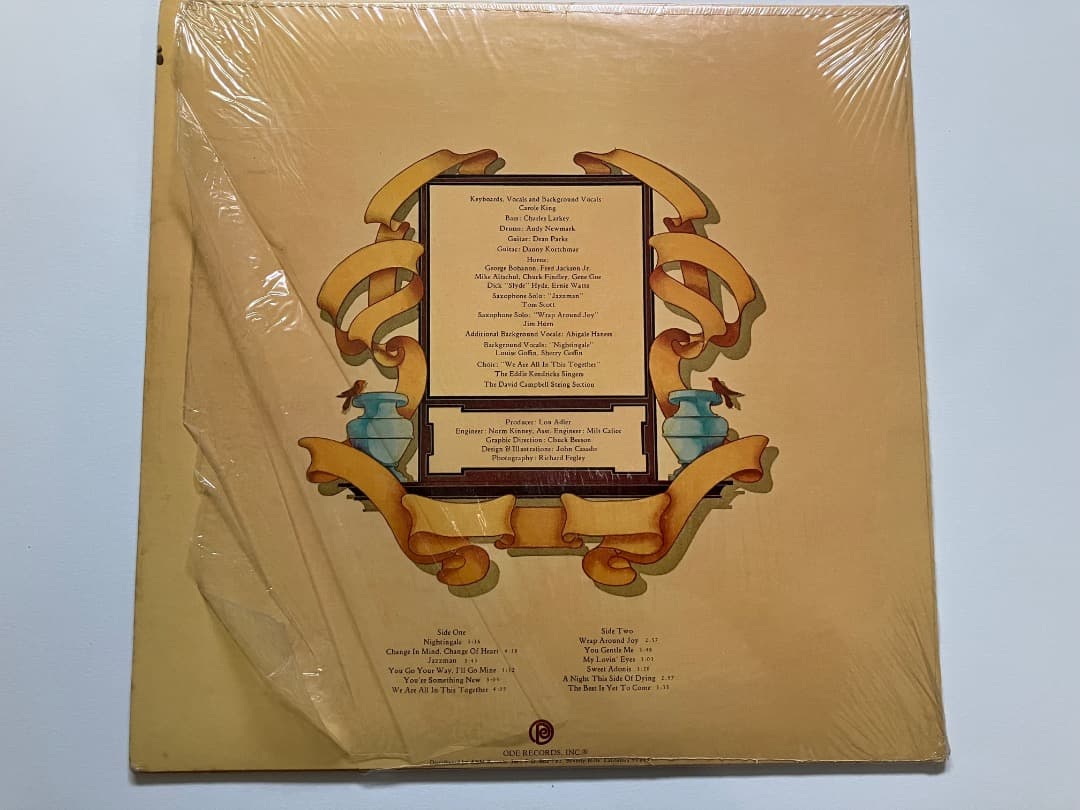 Keyboards, Vocals and Background Vocals:
Carole King
Bass: Charles Larkey
Drums: Andy Newmark
Guitar: Dean Parks
Guitar: Danny Kortchmar
Horns:
George Bohanon, Fred Jackson Jr.
Mike Altschul, Chuck Findley, Gene Goe
Dick "Slyde" Hyde, Ernie Watts
Saxophone Solo: "Jazzman"
Tom Scott
Saxophone Solo: "Wrap Around Joy"
Jim Horn
Additional Background Vocals: Abigale Haness
Background Vocals: "Nightingale"
Louise Goffin, Sherry Goffin
Choir: "We Are All In This Together"
The Eddie Kendricks Singers
The David Campbell String Section
Producer: Lou Adler
Engineer: Norm Kinney, Asst. Engineer: Milt Calice
Graphic Direction: Chuck Beeson
Design & Illustrations: John Casado
Photography: Richard Fegley
Side One
Nightingale
Change In Mind, Change Of Heart
Jazzman
You Go Your Way, I'll Go Mine
You're Something New
We Are All In This Together
Side Two
Wrap Around Joy 2:57
You Gentle Me
My Lovin' Eyes
Sweet Adonis
A Night This Side Of Dying 2:57
The Best Is Yet To Come
ODE RECORDS, INC.®